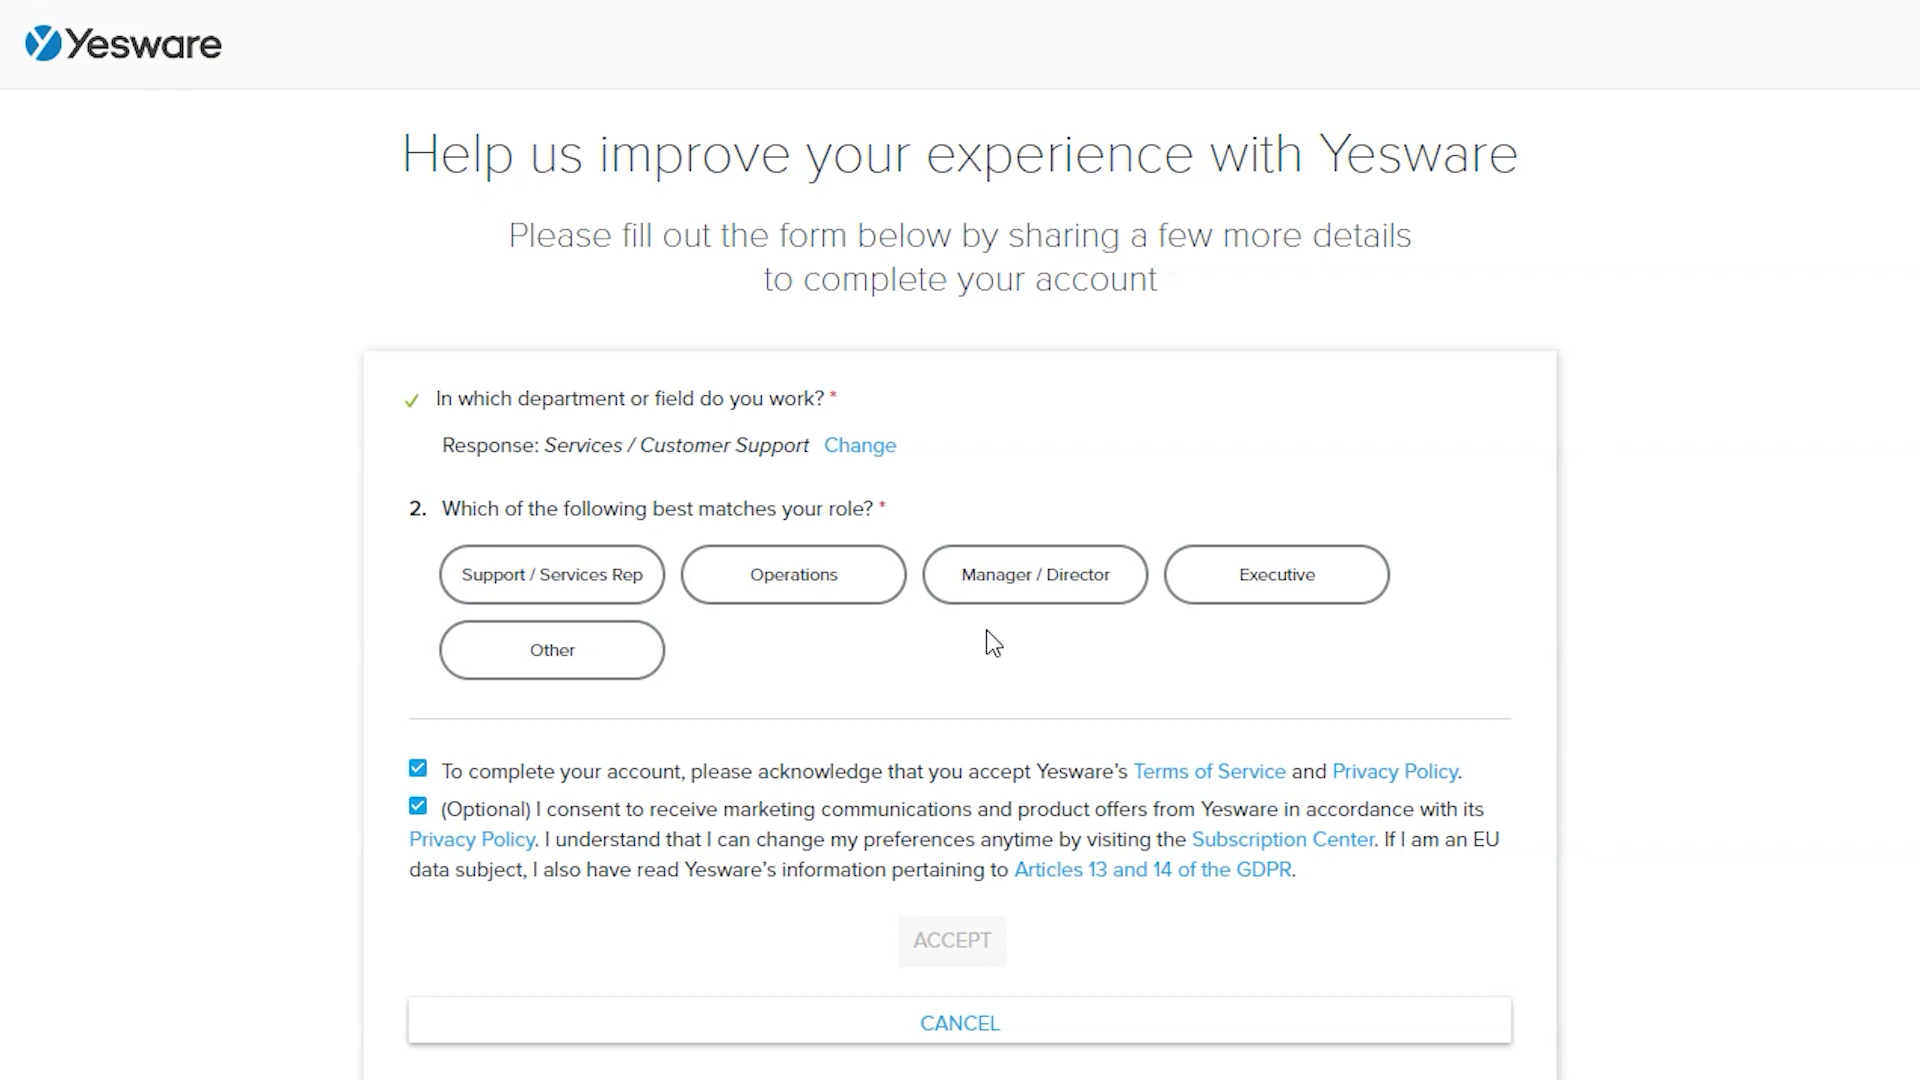 Yesware
Help us improve your experience with Yesware
Please fill out the form below by sharing a few more details
to complete your account
In which department or field do you work? *
Response: Services / Customer Support Change
2. Which of the following best matches your role? *
Support / Services Rep Operations Manager / Director Executive
Other
To complete your account, please acknowledge that you accept Yesware's Terms of Service and Privacy Policy.
(Optional) I consent to receive marketing communications and product offers from Yesware in accordance with its
Privacy Policy. I understand that I can change my preferences anytime by visiting the Subscription Center. If I am an EU
data subject, I also have read Yesware's information pertaining to Articles 13 and 14 of the GDPR.
ACCEPT
CANCEL